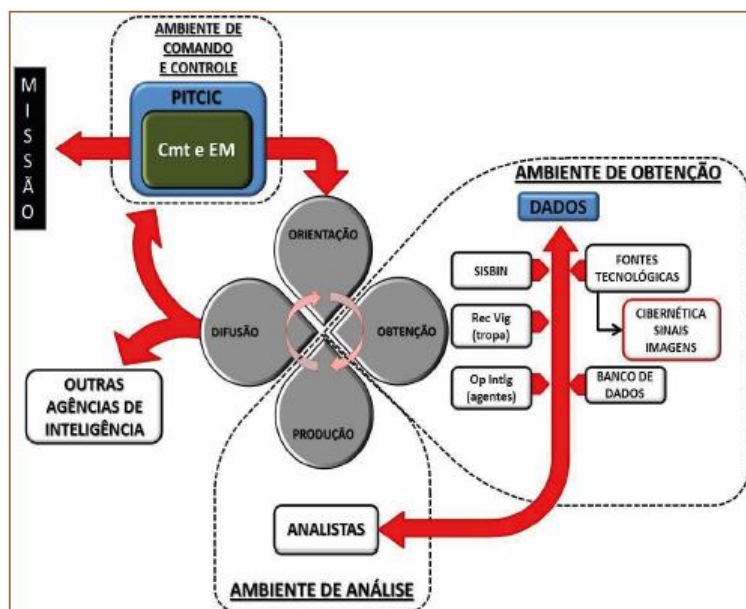 AMBIENTE DE
COMANDO
E CONTROLE
MISSÃO
PITCIC
Cmt e EM
AMBIENTE DE OBTENÇÃO
DADOS
ORIENTAÇÃO
SISBIN
FONTES
TECNOLÓGICAS
DIFUSÃO
OBTENÇÃO
Rec Vig
(tropa)
CIBERNÉTICA
SINAIS
IMAGENS
OUTRAS
AGÊNCIAS DE
INTELIGÊNCIA
Op Intlg
(agentes)
BANCO DE
DADOS
PRODUÇÃO
ANALISTAS
AMBIENTE DE ANÁLISE